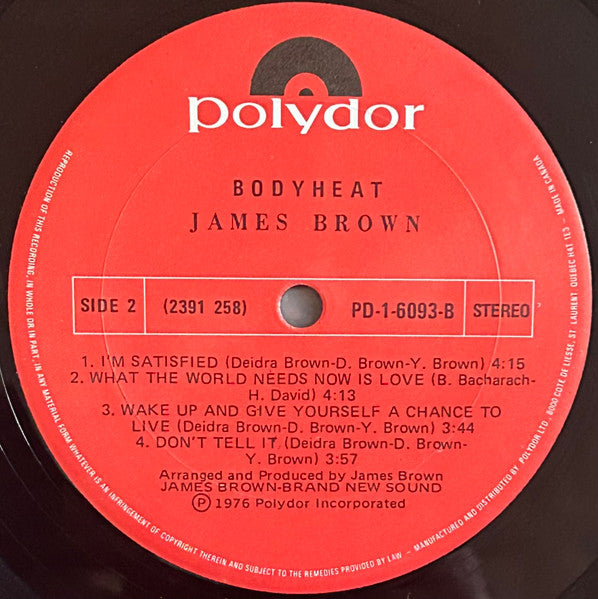 polydor
BODYHEAT
JAMES BROWN
SIDE 2 (2391 258) PD-1-6093-B STEREO
1. I'M SATISFIED (Deidra Brown-D. Brown-Y. Brown) 4:15
2. WHAT THE WORLD NEEDS NOW IS LOVE (B. Bacharach-
H. David) 4:13
3. WAKE UP AND GIVE YOURSELF A CHANCE TO
LIVE (Deidra Brown-D. Brown-Y. Brown) 3:44
4. DON'T TELL IT (Deidra Brown-D. Brown-
Y. Brown) 3:57
Arranged and Produced by James Brown
JAMES BROWN-BRAND NEW SOUND
Ⓟ 1976 Polydor Incorporated
REPRODUCTION OF THIS RECORDING, IN WHOLE OR IN PART, IN ANY MATERIAL FORM WHATEVER IS AN INFRINGEMENT OF COPYRIGHT THEREIN AND SUBJECT TO THE REMEDIES PROVIDED BY LAW – MANUFACTURED AND DISTRIBUTED BY POLYDOR LTD., 6000 COTE DE LIESSE, ST LAURENT QUEBEC H4T 1E3 MADE IN CANADA